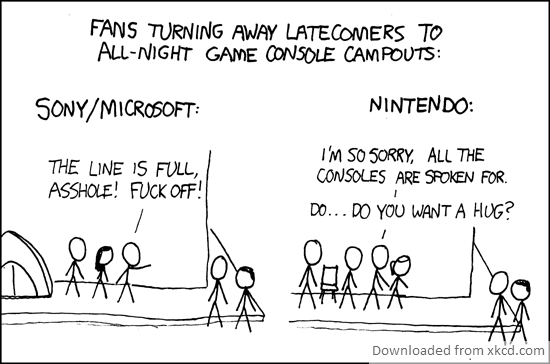 FANS TURNING AWAY LATECOMERS TO
ALL-NIGHT GAME CONSOLE CAMPOUTS:
SONY/MICROSOFT:
THE LINE IS FULL,
ASSHOLE! FUCK OFF!
NINTENDO:
I'M SO SORRY, ALL THE
CONSOLES ARE SPOKEN FOR.
DO... DO YOU WANT A HUG?
Downloaded from xkcd.com